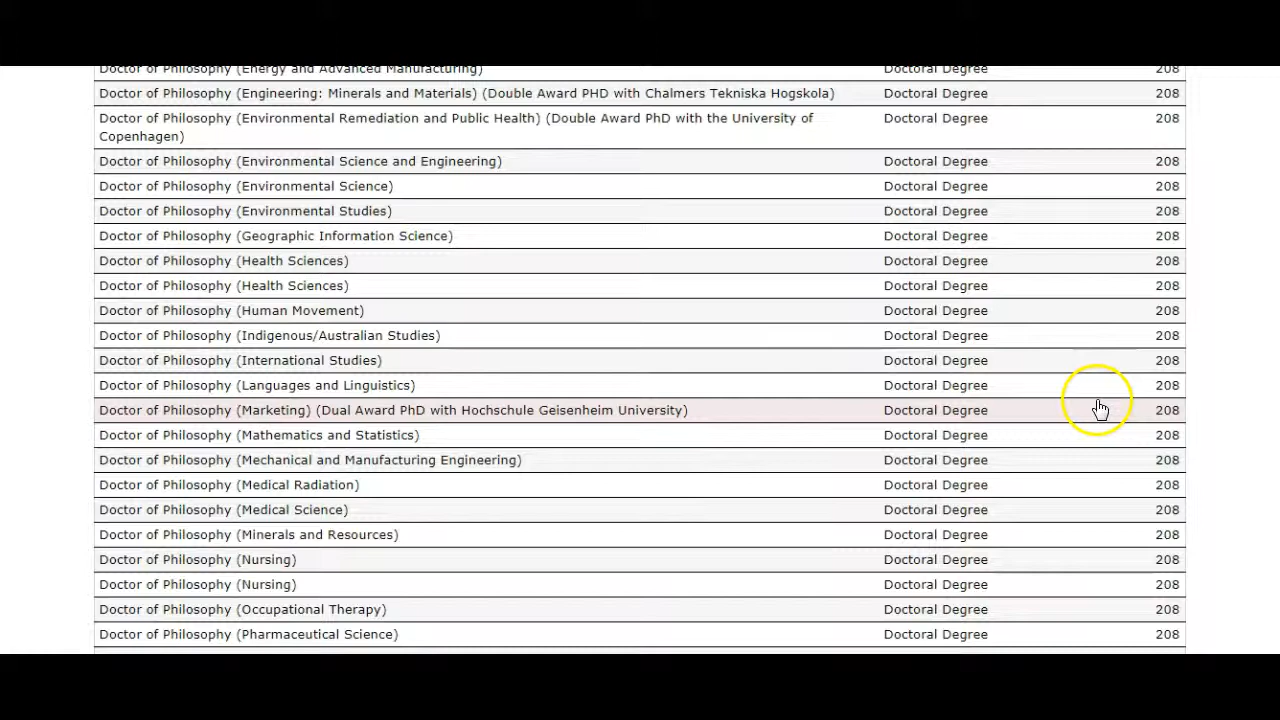 Doctor of Philosophy (Energy and Advanced Manufacturing) Doctoral Degree 208
Doctor of Philosophy (Engineering: Minerals and Materials) (Double Award PHD with Chalmers Tekniska Hogskola) Doctoral Degree 208
Doctor of Philosophy (Environmental Remediation and Public Health) (Double Award PhD with the University of Doctoral Degree 208
Copenhagen)
Doctor of Philosophy (Environmental Science and Engineering) Doctoral Degree 208
Doctor of Philosophy (Environmental Science) Doctoral Degree 208
Doctor of Philosophy (Environmental Studies) Doctoral Degree 208
Doctor of Philosophy (Geographic Information Science) Doctoral Degree 208
Doctor of Philosophy (Health Sciences) Doctoral Degree 208
Doctor of Philosophy (Health Sciences) Doctoral Degree 208
Doctor of Philosophy (Human Movement) Doctoral Degree 208
Doctor of Philosophy (Indigenous/Australian Studies) Doctoral Degree 208
Doctor of Philosophy (International Studies) Doctoral Degree 208
Doctor of Philosophy (Languages and Linguistics) Doctoral Degree 208
Doctor of Philosophy (Marketing) (Dual Award PhD with Hochschule Geisenheim University) Doctoral Degree 208
Doctor of Philosophy (Mathematics and Statistics) Doctoral Degree 208
Doctor of Philosophy (Mechanical and Manufacturing Engineering) Doctoral Degree 208
Doctor of Philosophy (Medical Radiation) Doctoral Degree 208
Doctor of Philosophy (Medical Science) Doctoral Degree 208
Doctor of Philosophy (Minerals and Resources) Doctoral Degree 208
Doctor of Philosophy (Nursing) Doctoral Degree 208
Doctor of Philosophy (Nursing) Doctoral Degree 208
Doctor of Philosophy (Occupational Therapy) Doctoral Degree 208
Doctor of Philosophy (Pharmaceutical Science) Doctoral Degree 208